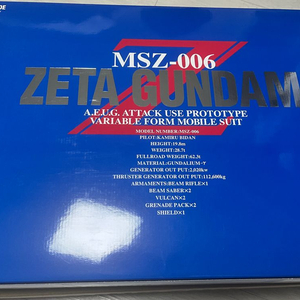 MSZ-006
ZETA GUNDAM
A.E.U.G. ATTACK USE PROTOTYPE
VARIABLE FORM MOBILE SUIT
MODEL NUMBER:MSZ-006
PILOT:KAMIRU BIDAN
HEIGHT:19.8m
WEIGHT:28.7t
FULLROAD WEIGHT:62.3t
MATERIAL:GUNDALIUM-γ
GENERATOR OUT PUT:2,020kw
THRUSTER GENERATOR OUT PUT:112,600kg
ARMAMENTS/BEAM RIFLE×1
BEAM SABER×2
VULCAN×2
GRENADE PACK×2
SHIELD×1